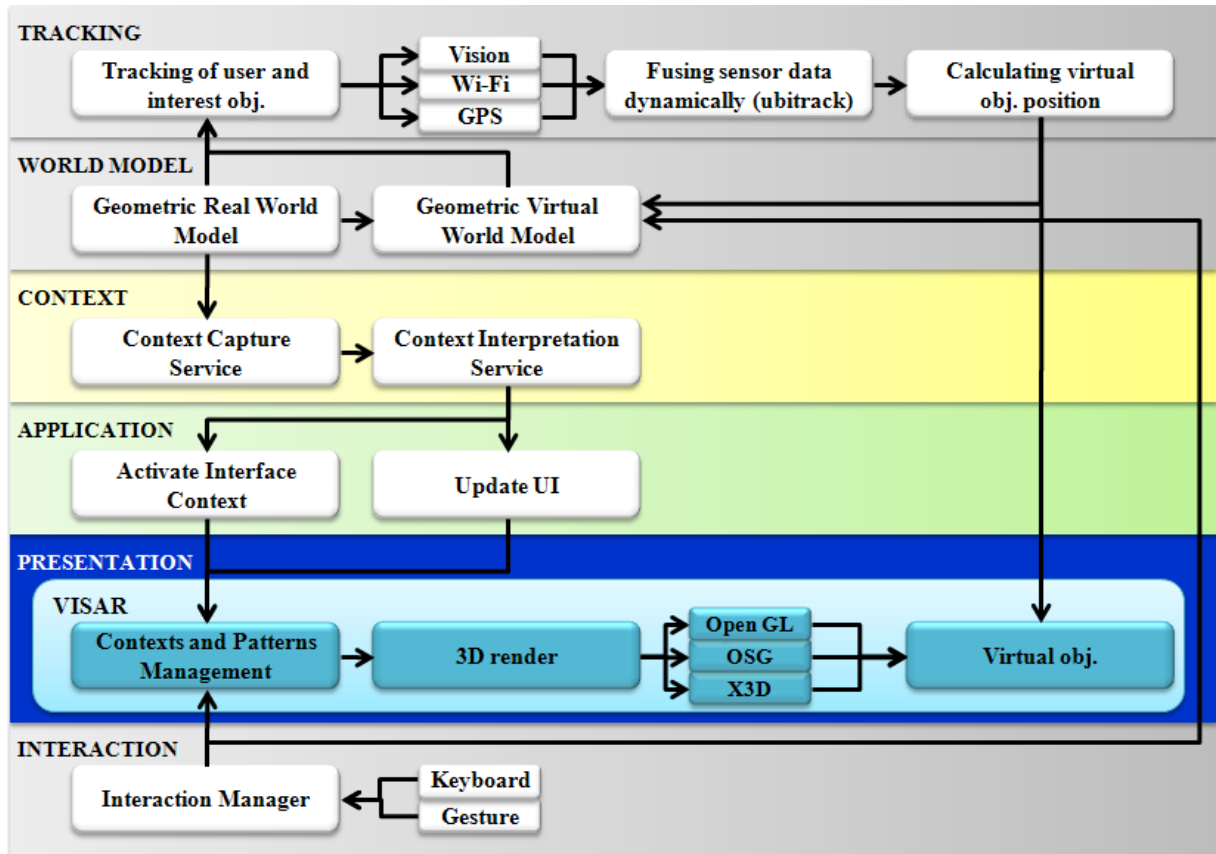 TRACKING
Tracking of user and
interest obj.
Vision
Wi-Fi
GPS
Fusing sensor data
dynamically (ubitrack)
Calculating virtual
obj. position
WORLD MODEL
Geometric Real World
Model
Geometric Virtual
World Model
CONTEXT
Context Capture
Service
Context Interpretation
Service
APPLICATION
Activate Interface
Context
Update UI
PRESENTATION
VISAR
Contexts and Patterns
Management
3D render
Open GL
OSG
X3D
Virtual obj.
INTERACTION
Interaction Manager
Keyboard
Gesture